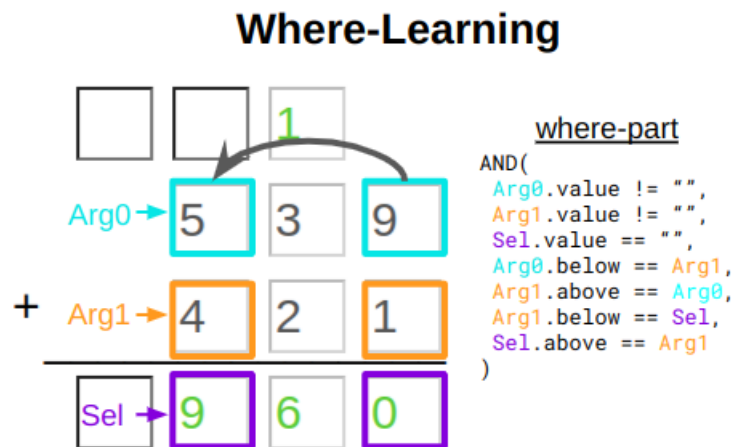 Where-Learning
1
Arg0 5 3 9
+ Arg1 4 2 1
Sel 9 6 0
where-part
AND(
Arg0.value != “”,
Arg1.value != “”,
Sel.value == “”,
Arg0.below == Arg1,
Arg1.above == Arg0,
Arg1.below == Sel,
Sel.above == Arg1
)